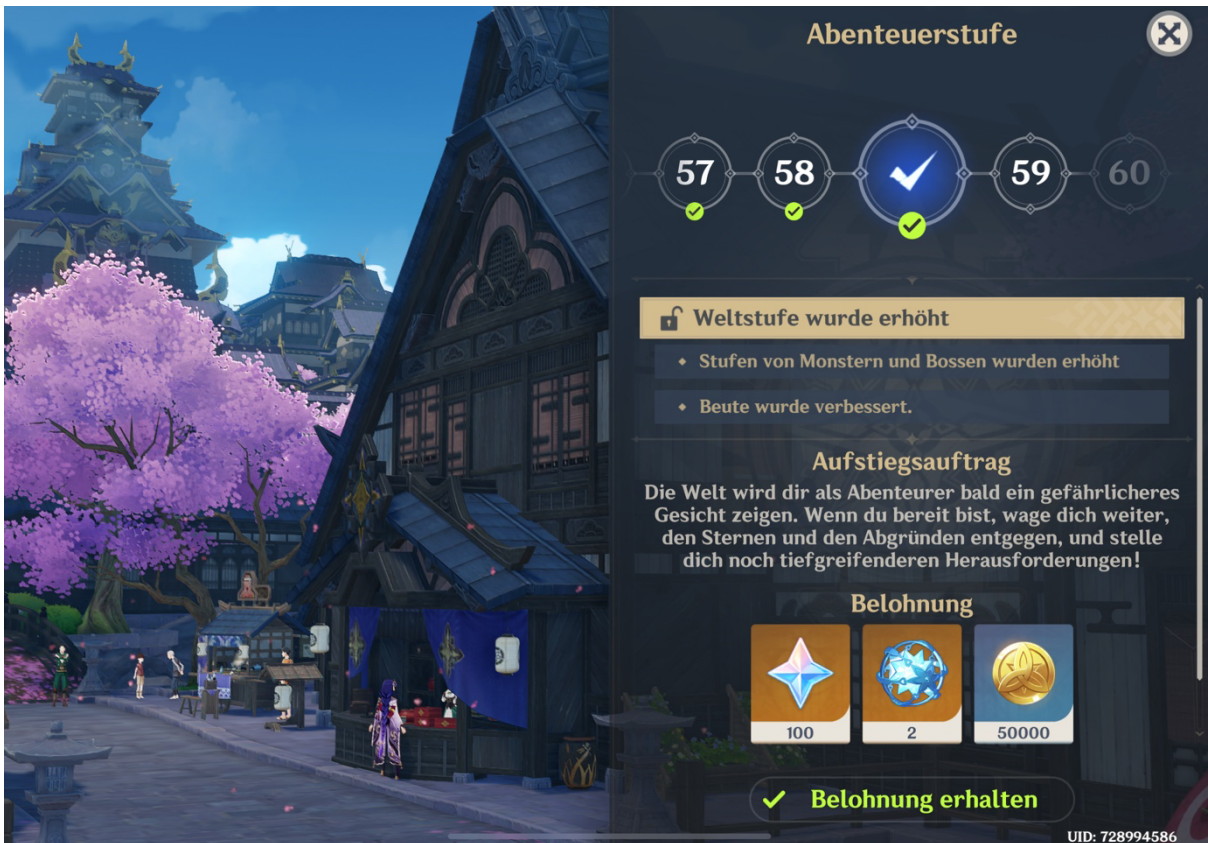 Abenteuerstufe
57
58
59
60
Weltstufe wurde erhöht
Stufen von Monstern und Bossen wurden erhöht
Beute wurde verbessert.
Aufstiegsauftrag
Die Welt wird dir als Abenteurer bald ein gefährlicheres
Gesicht zeigen. Wenn du bereit bist, wage dich weiter,
den Sternen und den Abgründen entgegen, und stelle
dich noch tiefgreifenderen Herausforderungen!
Belohnung
100
2
50000
Belohnung erhalten
UID: 728994586